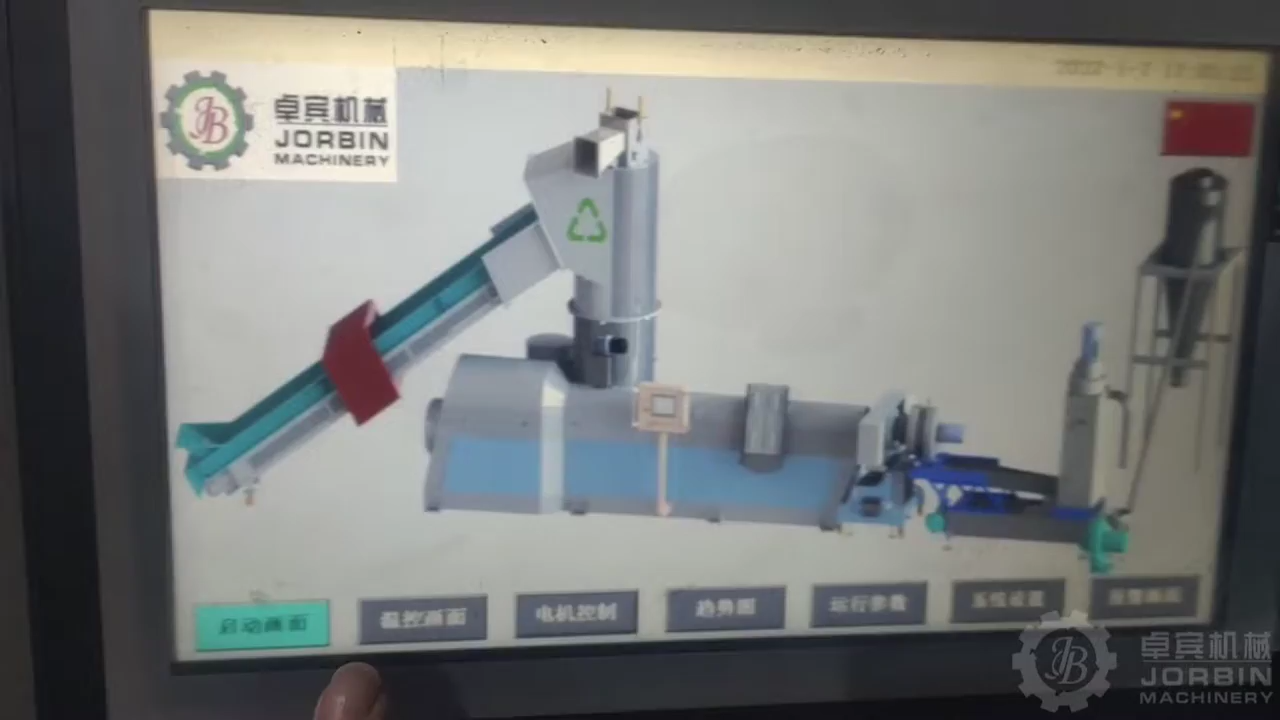 卓宾机械
JORBIN
MACHINERY
启动画面
温控画面
电机控制
趋势图
运行参数
系统设置
报警画面
卓宾机械
JORBIN
MACHINERY